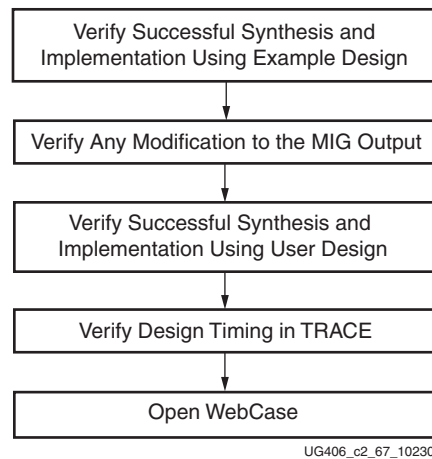 Verify Successful Synthesis and
Implementation Using Example Design
Verify Any Modification to the MIG Output
Verify Successful Synthesis and
Implementation Using User Design
Verify Design Timing in TRACE
Open WebCase
UG406_c2_67_10230